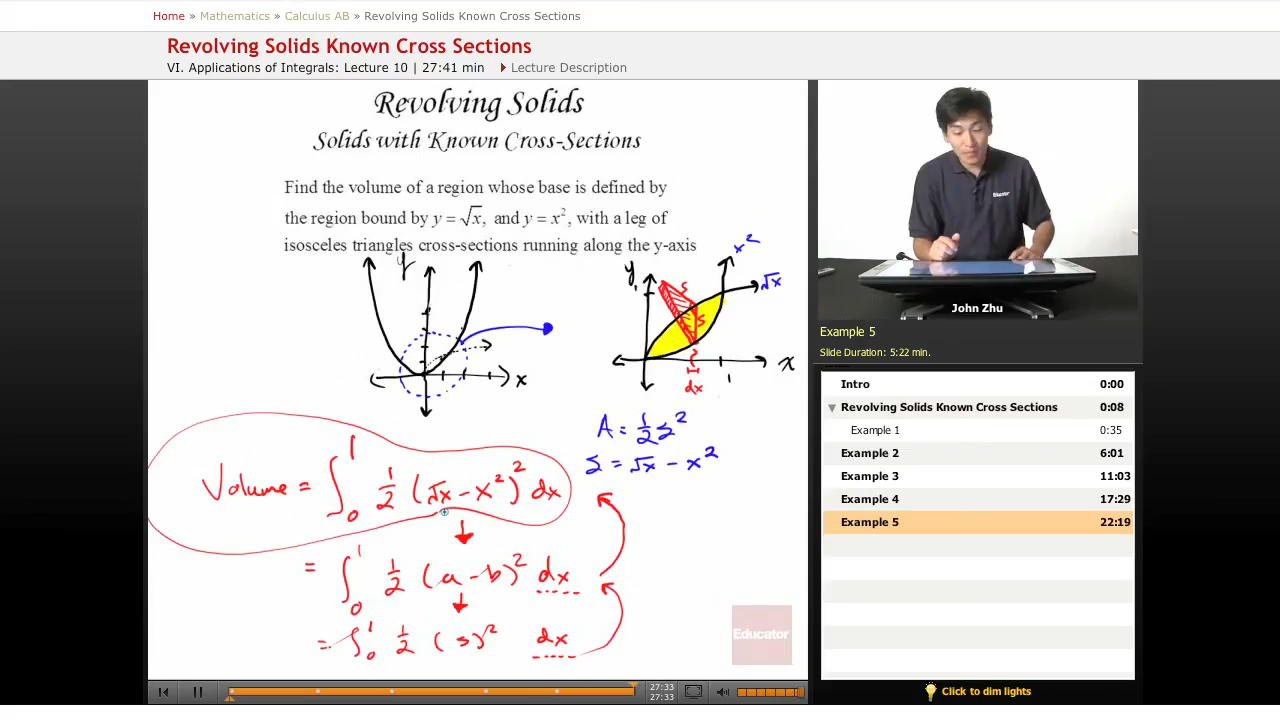 Home » Mathematics » Calculus AB » Revolving Solids Known Cross Sections
Revolving Solids Known Cross Sections
VI. Applications of Integrals: Lecture 10 | 27:41 min
Lecture Description
Revolving Solids
Solids with Known Cross-Sections
Find the volume of a region whose base is defined by
the region bound by y = √x, and y = x², with a leg of
isosceles triangles cross-sections running along the y-axis
y
x
y
1
x²
√x
s
s
x
1
dx
A = ½ s²
s = √x − x²
Volume = ∫₀¹ ½ (√x − x²)² dx
= ∫₀¹ ½ (a − b)² dx
= ∫₀¹ ½ (s)² dx
Educator
27:33
27:33
Educator
John Zhu
Example 5
Slide Duration: 5:22 min.
Intro 0:00
Revolving Solids Known Cross Sections 0:08
Example 1 0:35
Example 2 6:01
Example 3 11:03
Example 4 17:29
Example 5 22:19
Click to dim lights